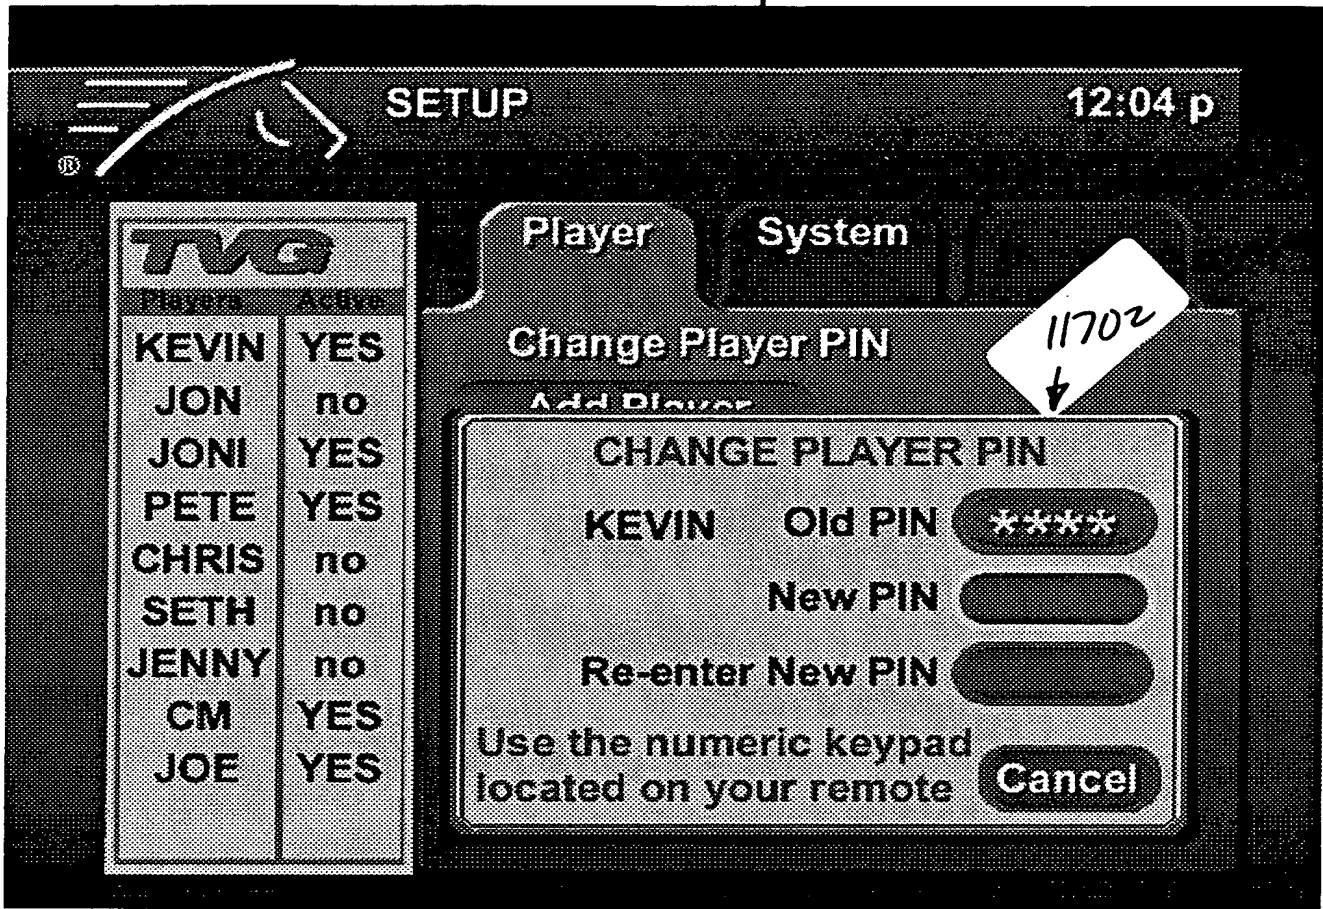 SETUP 12:04 p
®
TVG
Players Active
KEVIN YES
JON no
JONI YES
PETE YES
CHRIS no
SETH no
JENNY no
CM YES
JOE YES
Player System
11702
Change Player PIN
Add Player
CHANGE PLAYER PIN
KEVIN Old PIN ****
New PIN
Re-enter New PIN
Use the numeric keypad
located on your remote
Cancel